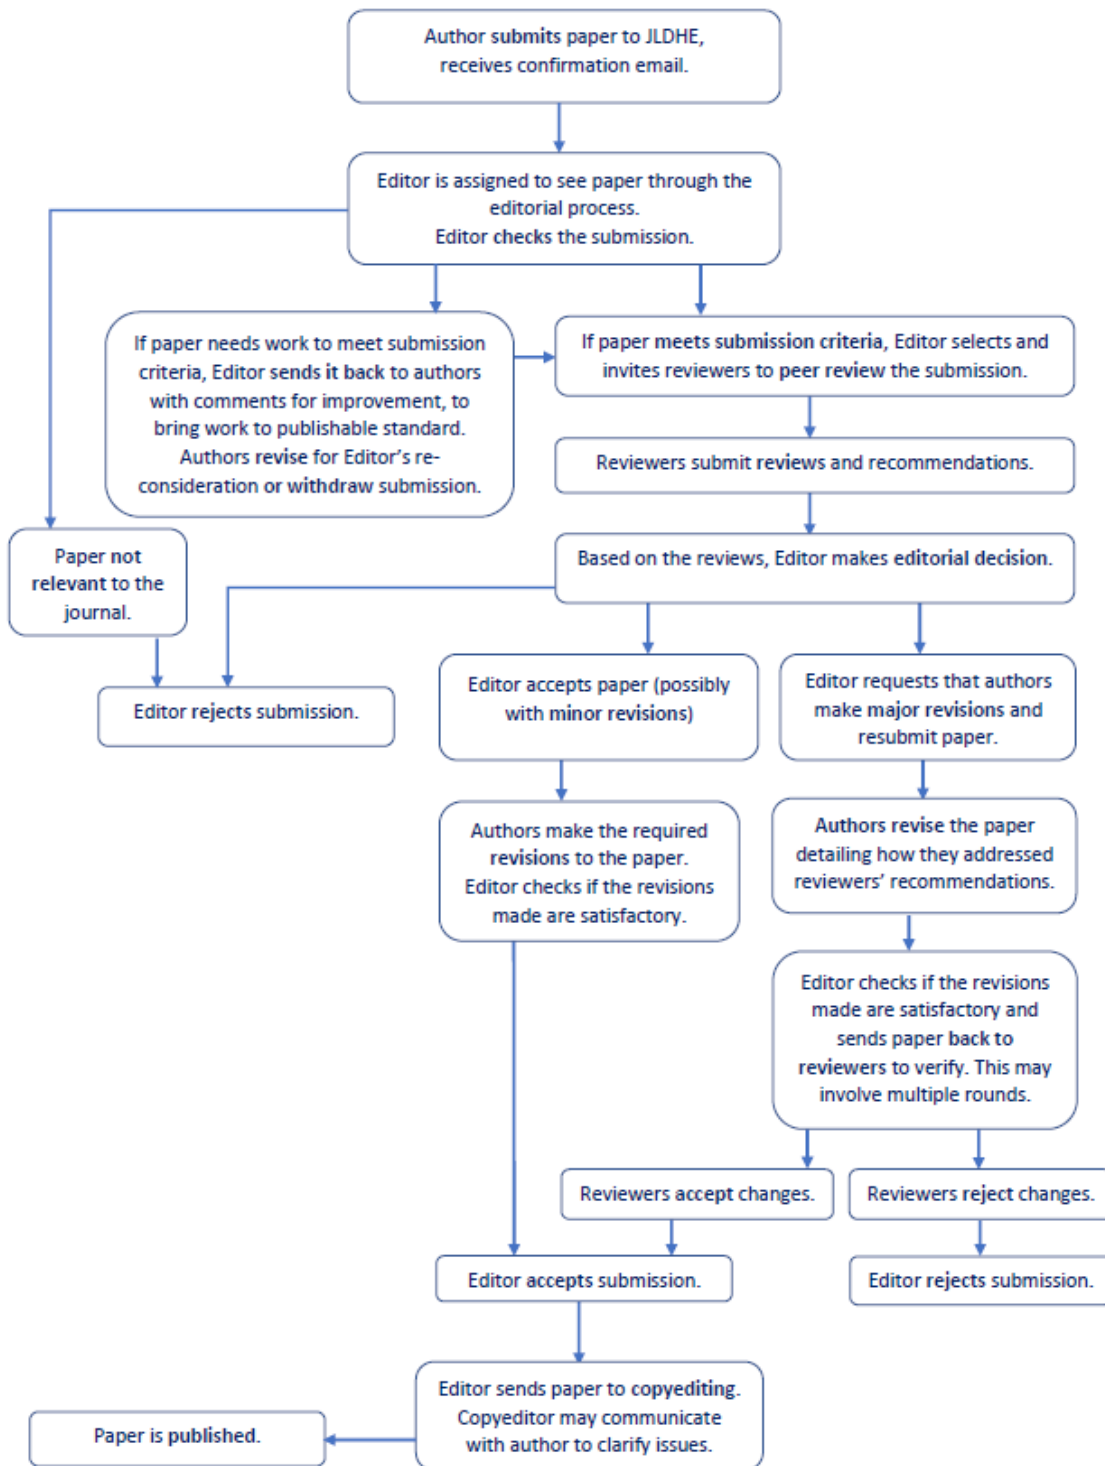 Author submits paper to JLDHE,
receives confirmation email.
Editor is assigned to see paper through the
editorial process.
Editor checks the submission.
If paper needs work to meet submission
criteria, Editor sends it back to authors
with comments for improvement, to
bring work to publishable standard.
Authors revise for Editor's re-
consideration or withdraw submission.
If paper meets submission criteria, Editor selects and
invites reviewers to peer review the submission.
Reviewers submit reviews and recommendations.
Paper not
relevant to the
journal.
Based on the reviews, Editor makes editorial decision.
Editor rejects submission.
Editor accepts paper (possibly
with minor revisions)
Editor requests that authors
make major revisions and
resubmit paper.
Authors make the required
revisions to the paper.
Editor checks if the revisions
made are satisfactory.
Authors revise the paper
detailing how they addressed
reviewers' recommendations.
Editor checks if the revisions
made are satisfactory and
sends paper back to
reviewers to verify. This may
involve multiple rounds.
Reviewers accept changes.
Reviewers reject changes.
Editor accepts submission.
Editor rejects submission.
Editor sends paper to copyediting.
Copyeditor may communicate
with author to clarify issues.
Paper is published.